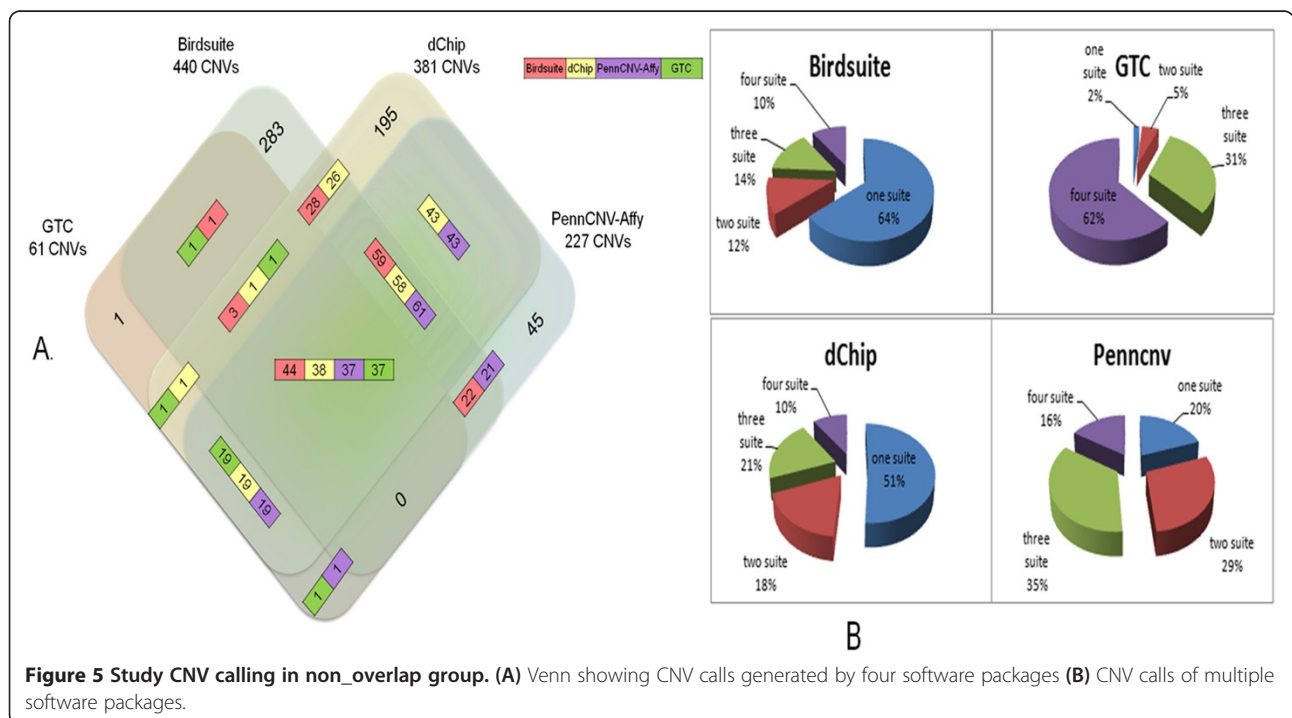 Birdsuite
440 CNVs
dChip
381 CNVs
Birdsuite dChip PennCNV-Affy GTC
GTC
61 CNVs
PennCNV-Affy
227 CNVs
283
195
1
45
0
1 1
28 26
43 43
3 1 1
59 58 61
44 38 37 37
22 21
1 1
19 19 19
1 1
A.
Birdsuite
four suite
10%
three
suite
14%
two suite
12%
one suite
64%
GTC
one
suite
2%
two suite
5%
three
suite
31%
four suite
62%
dChip
four suite
10%
three
suite
21%
two suite
18%
one suite
51%
Penncnv
four suite
16%
one suite
20%
three
suite
35%
two suite
29%
B
Figure 5 Study CNV calling in non_overlap group. (A) Venn showing CNV calls generated by four software packages (B) CNV calls of multiple
software packages.